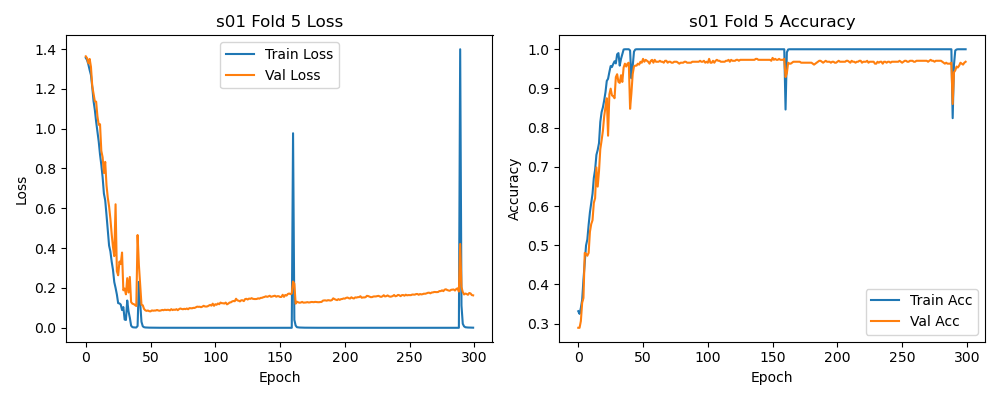 s01 Fold 5 Loss
Train Loss
Val Loss
1.4
1.2
1.0
0.8
0.6
0.4
0.2
0.0
Loss
0 50 100 150 200 250 300
Epoch
s01 Fold 5 Accuracy
1.0
0.9
0.8
0.7
0.6
0.5
0.4
0.3
Accuracy
Train Acc
Val Acc
0 50 100 150 200 250 300
Epoch